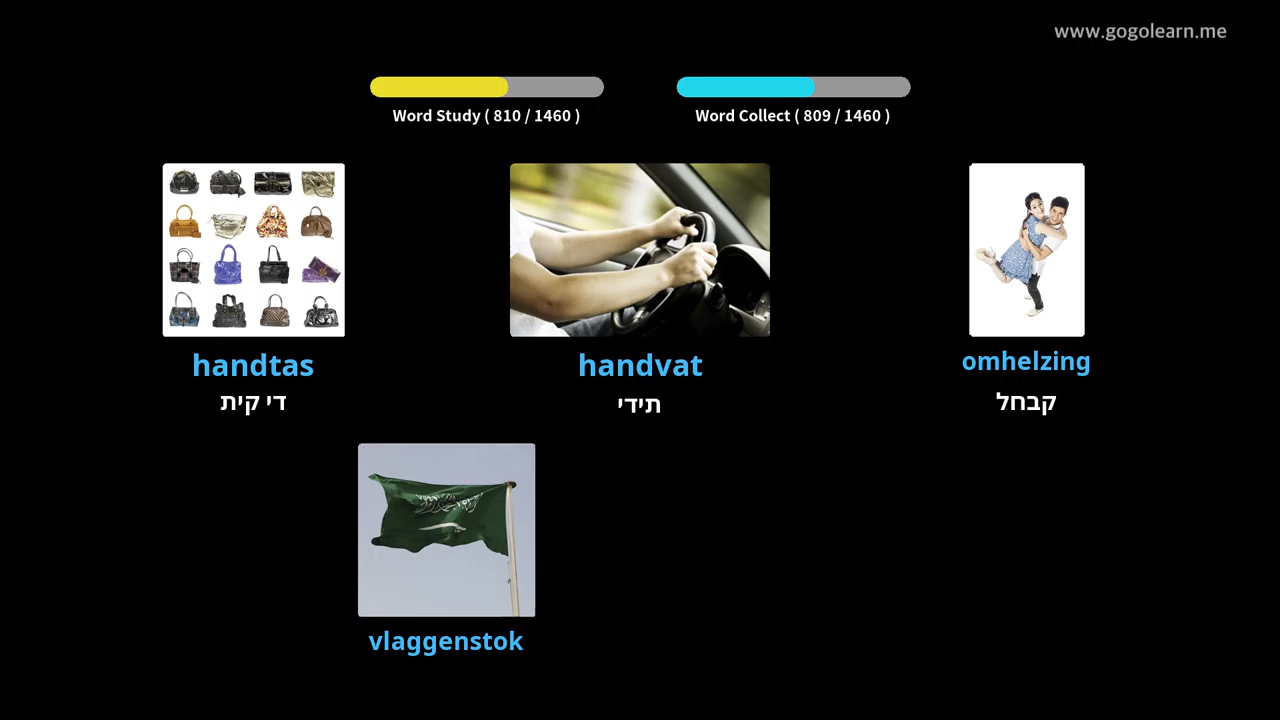 www.gogolearn.me
Word Study ( 810 / 1460 )
Word Collect ( 809 / 1460 )
handtas
די קית
handvat
תידי
omhelzing
קבחל
vlaggenstok